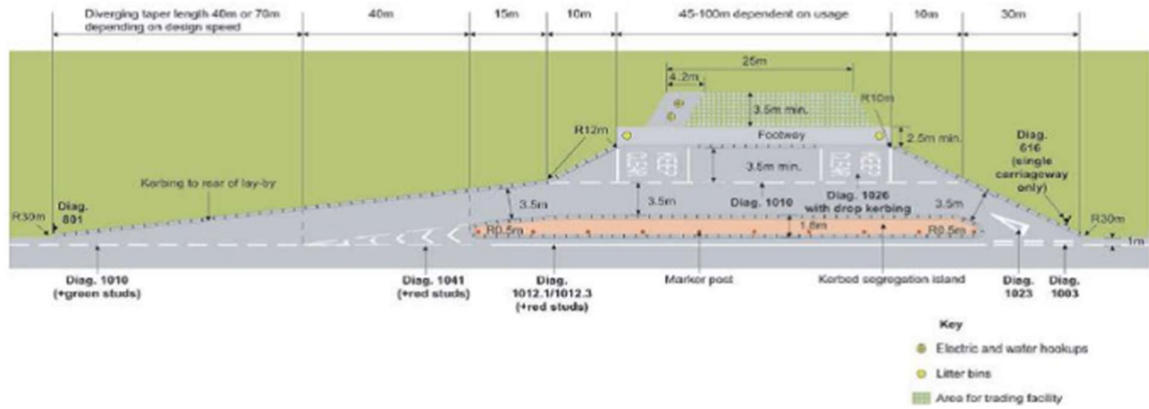 Diverging taper length 40m or 70m
depending on design speed
40m
15m
10m
45-100m dependent on usage
10m
30m
25m
4.2m
3.5m min.
R10m
R12m
Footway
2.5m min.
Diag.
616
(single
carriageway
only)
KEEP
CLEAR
3.5m min.
KEEP
CLEAR
Kerbing to rear of lay-by
R30m
Diag.
801
3.5m
3.5m
Diag. 1010
Diag. 1026
with drop kerbing
3.5m
R30m
R0.5m
1.8m
R0.5m
1m
Diag. 1010
(+green studs)
Diag. 1041
(+red studs)
Diag.
1012.1/1012.3
(+red studs)
Marker post
Kerbed segregation island
Diag.
1023
Diag.
1003
Key
Electric and water hookups
Litter bins
Area for trading facility